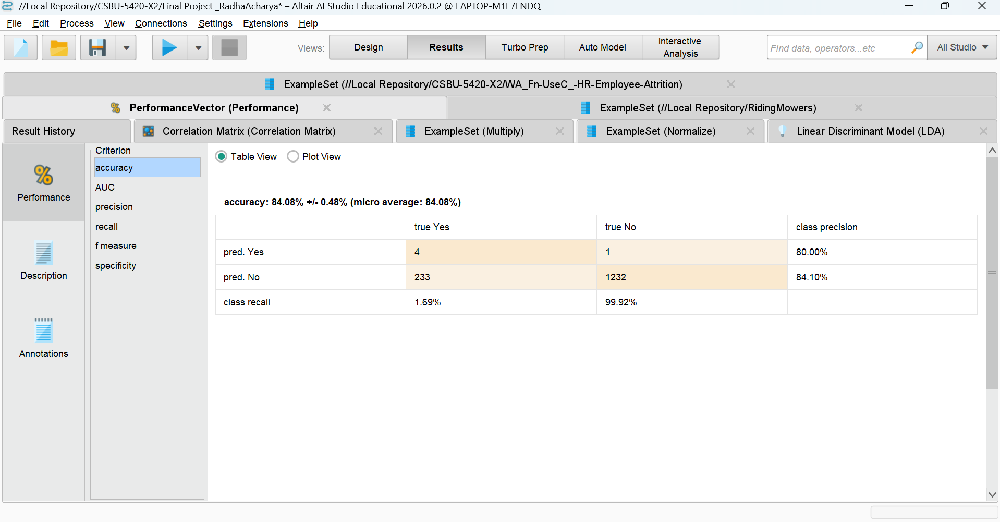 //Local Repository/CSBU-5420-X2/Final Project _RadhaAcharya* – Altair AI Studio Educational 2026.0.2 @ LAPTOP-M1E7LNDQ
File Edit Process View Connections Settings Extensions Help
Views: Design Results Turbo Prep Auto Model Interactive Analysis Find data, operators...etc All Studio
ExampleSet (//Local Repository/CSBU-5420-X2/WA_Fn-UseC_-HR-Employee-Attrition)
PerformanceVector (Performance) ExampleSet (//Local Repository/RidingMowers)
Result History Correlation Matrix (Correlation Matrix) ExampleSet (Multiply) ExampleSet (Normalize) Linear Discriminant Model (LDA)
%
Performance
Description
Annotations
Criterion
accuracy
AUC
precision
recall
f measure
specificity
Table View Plot View
accuracy: 84.08% +/- 0.48% (micro average: 84.08%)
true Yes true No class precision
pred. Yes 4 1 80.00%
pred. No 233 1232 84.10%
class recall 1.69% 99.92%